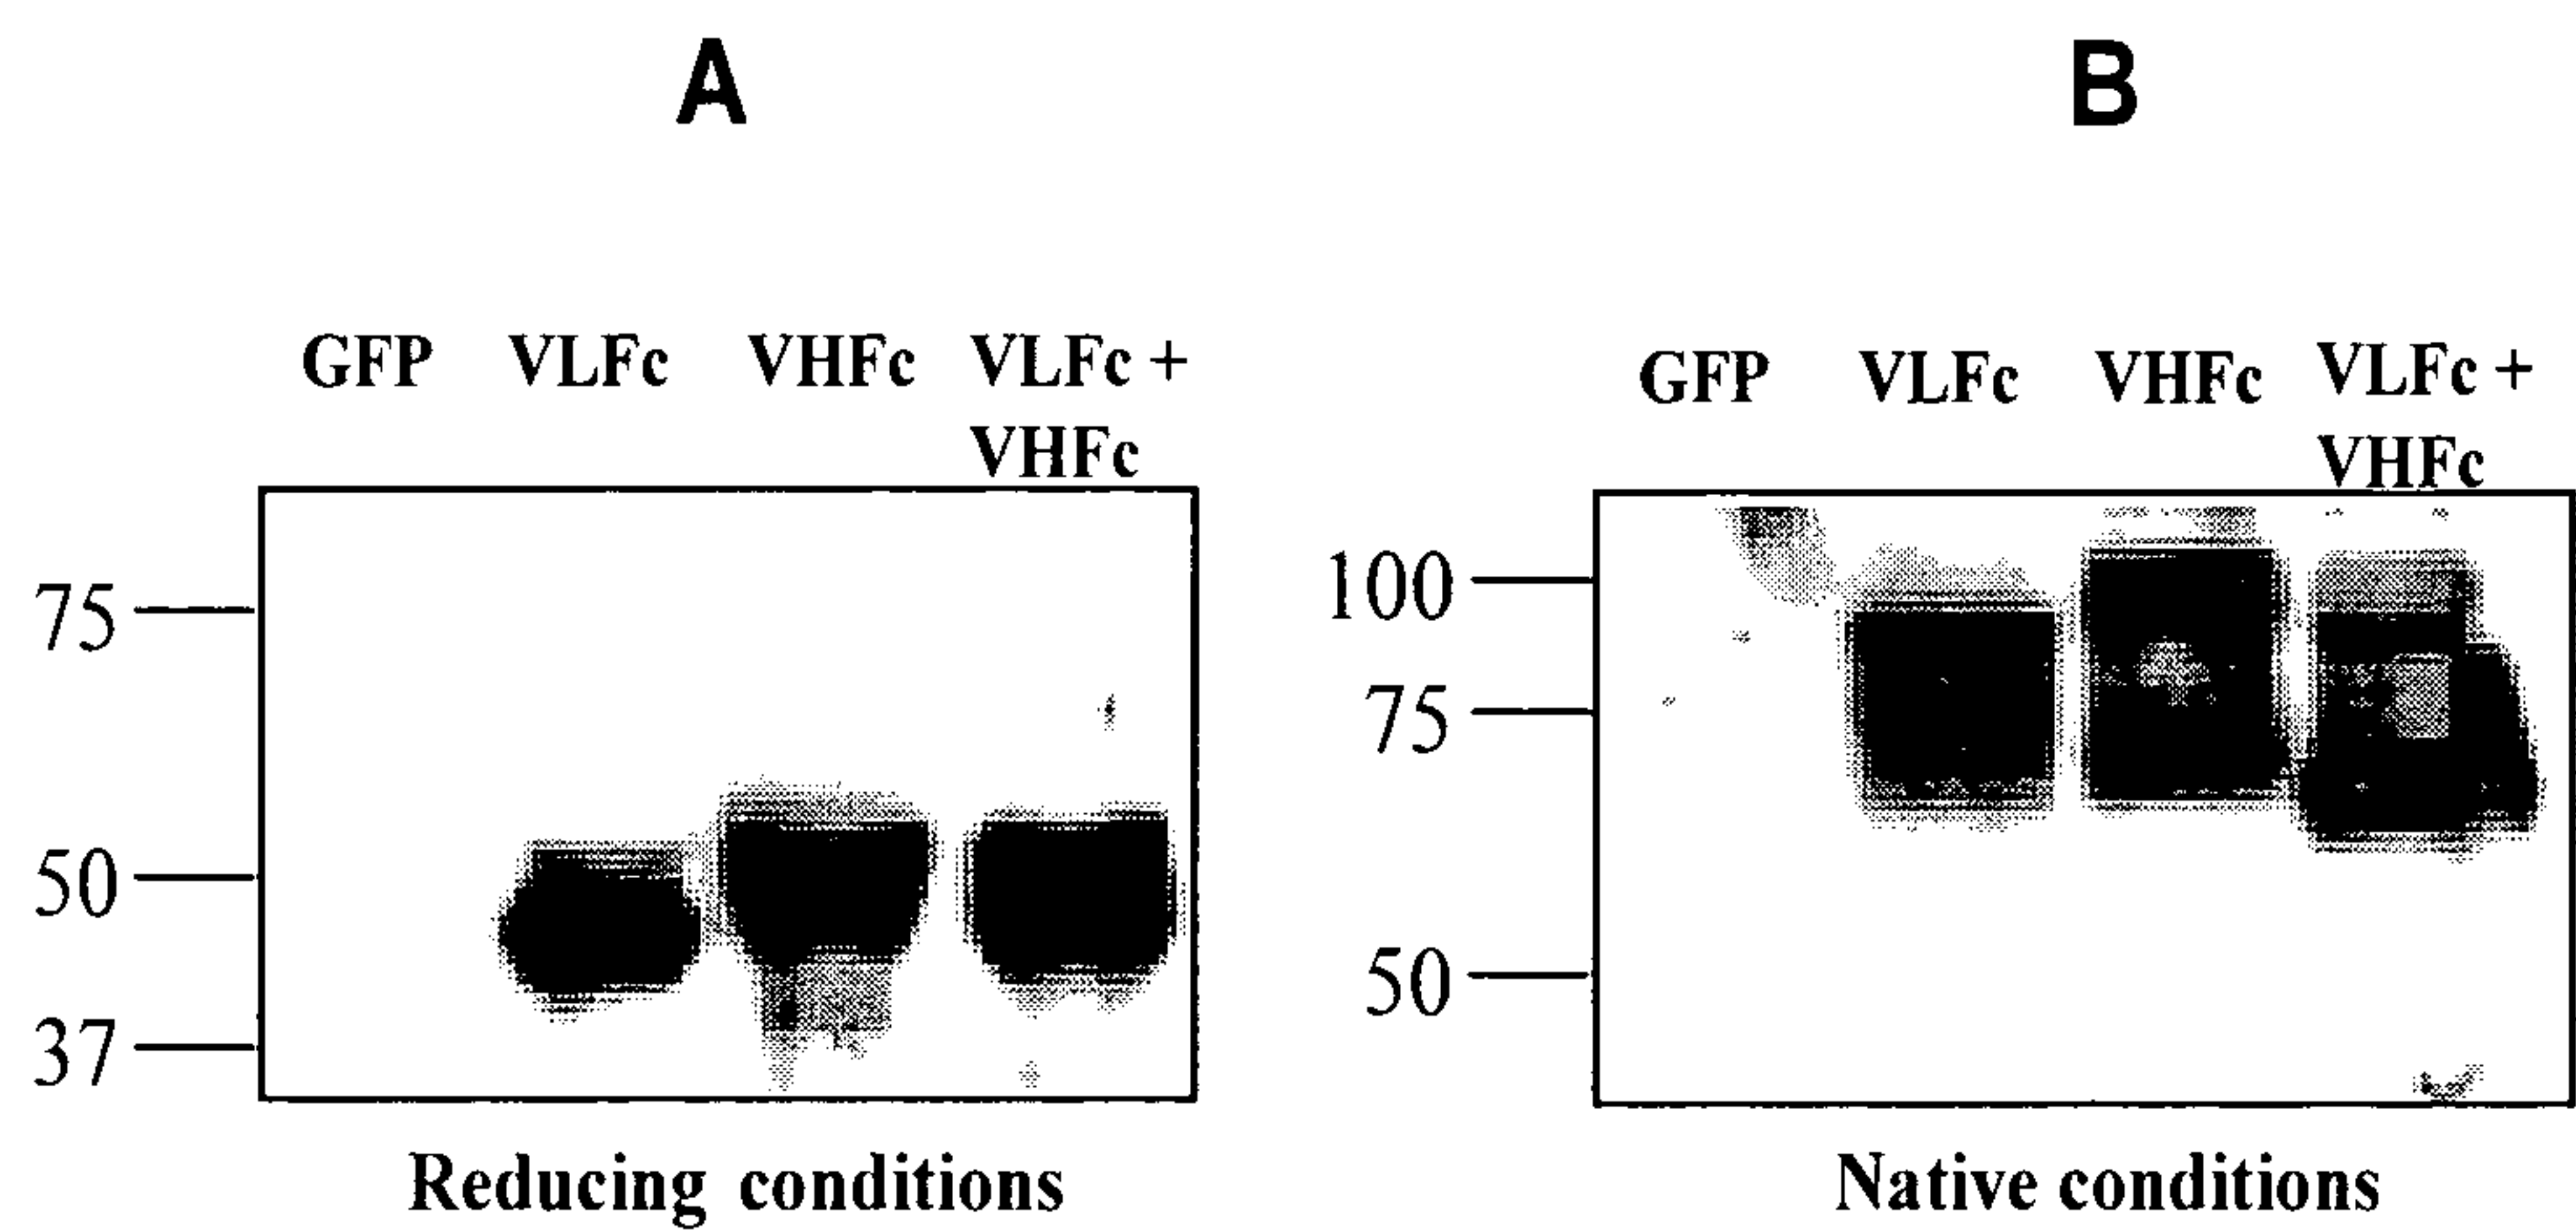 A
B
GFP VLFc VHFc VLFc +
VHFc
GFP VLFc VHFc VLFc +
VHFc
75
50
37
100
75
50
Reducing conditions
Native conditions